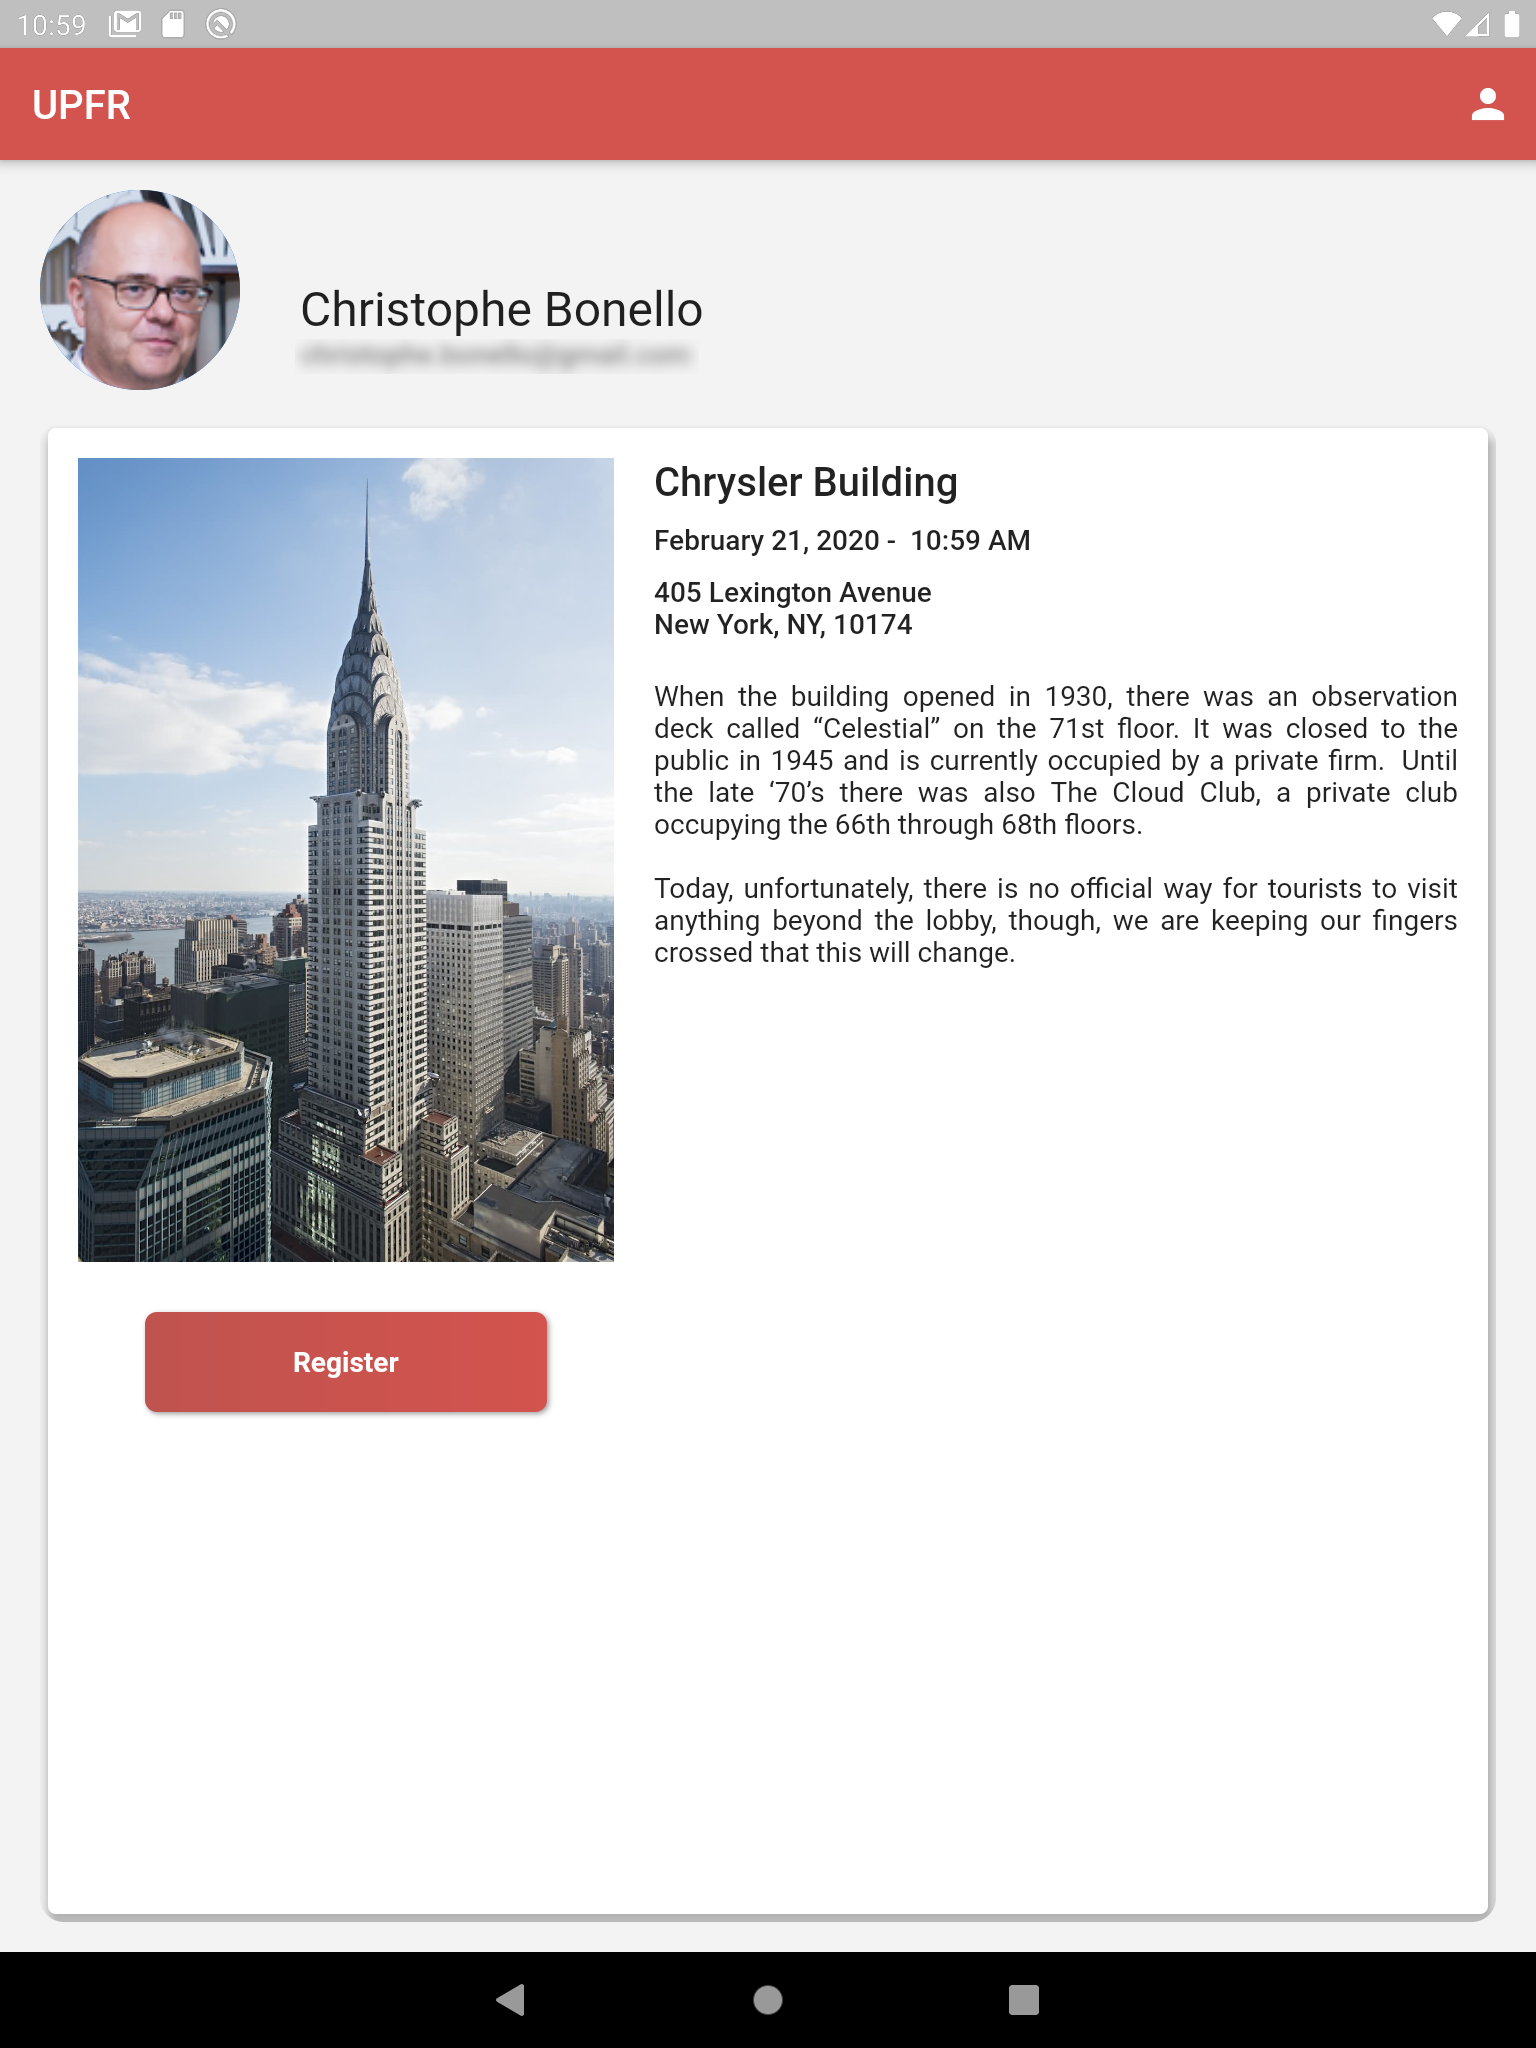 10:59
UPFR
Christophe Bonello
Chrysler Building
February 21, 2020 -  10:59 AM
405 Lexington Avenue
New York, NY, 10174
When the building opened in 1930, there was an observation
deck called “Celestial” on the 71st floor. It was closed to the
public in 1945 and is currently occupied by a private firm.  Until
the late ‘70’s there was also The Cloud Club, a private club
occupying the 66th through 68th floors.
Today, unfortunately, there is no official way for tourists to visit
anything beyond the lobby, though, we are keeping our fingers
crossed that this will change.
Register